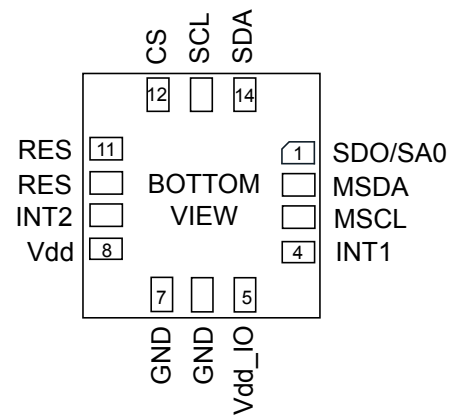 CS
SCL
SDA
12
14
RES
11
1
SDO/SA0
RES
BOTTOM
MSDA
INT2
VIEW
MSCL
Vdd
8
4
INT1
7
5
GND
GND
Vdd_IO